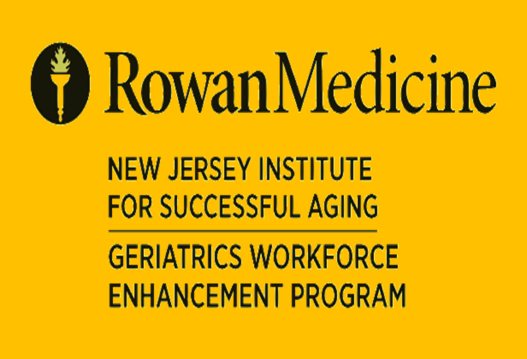 RowanMedicine
NEW JERSEY INSTITUTE
FOR SUCCESSFUL AGING
GERIATRICS WORKFORCE
ENHANCEMENT PROGRAM